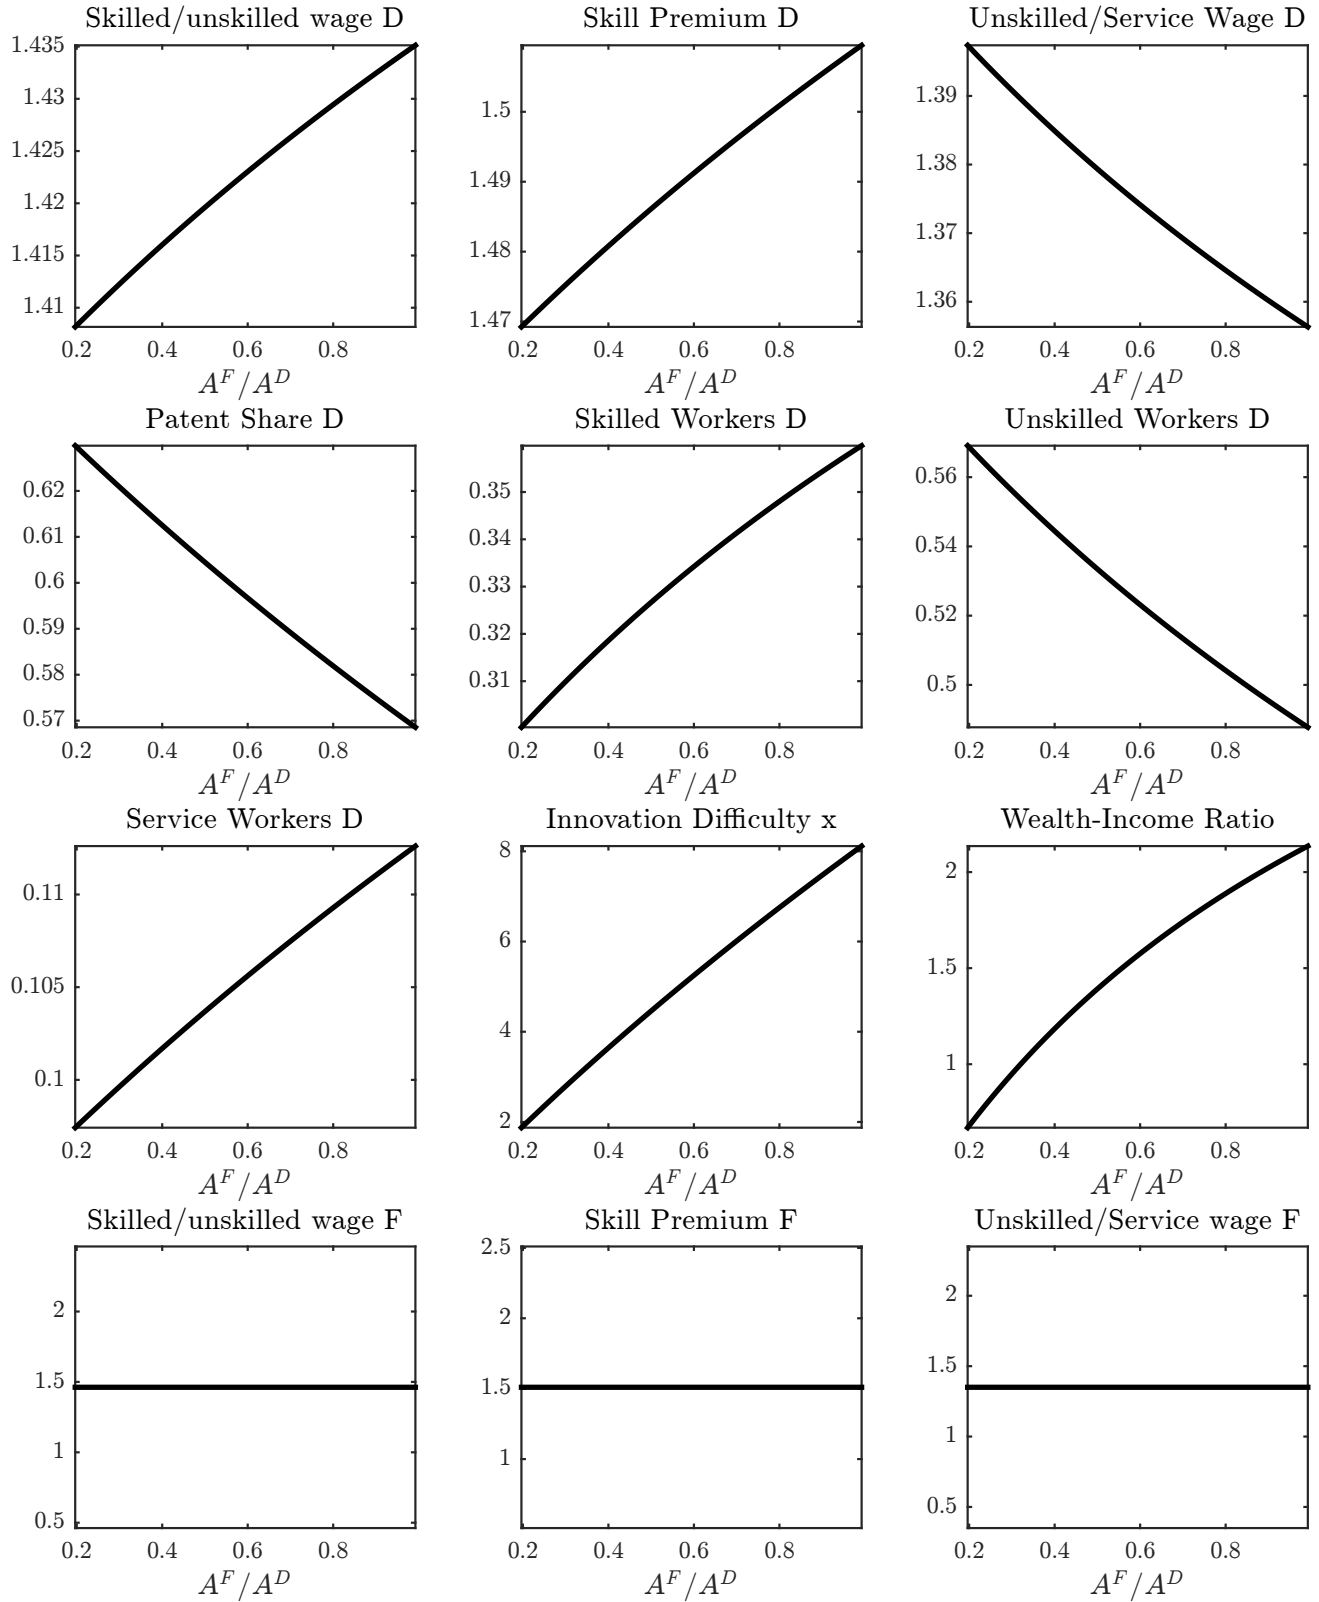 Skilled/unskilled wage D
1.435
1.43
1.425
1.42
1.415
1.41
0.2 0.4 0.6 0.8
A^F/A^D
Skill Premium D
1.5
1.49
1.48
1.47
0.2 0.4 0.6 0.8
A^F/A^D
Unskilled/Service Wage D
1.39
1.38
1.37
1.36
0.2 0.4 0.6 0.8
A^F/A^D
Patent Share D
0.62
0.61
0.6
0.59
0.58
0.57
0.2 0.4 0.6 0.8
A^F/A^D
Skilled Workers D
0.35
0.34
0.33
0.32
0.31
0.2 0.4 0.6 0.8
A^F/A^D
Unskilled Workers D
0.56
0.54
0.52
0.5
0.2 0.4 0.6 0.8
A^F/A^D
Service Workers D
0.11
0.105
0.1
0.2 0.4 0.6 0.8
A^F/A^D
Innovation Difficulty x
8
6
4
2
0.2 0.4 0.6 0.8
A^F/A^D
Wealth-Income Ratio
2
1.5
1
0.2 0.4 0.6 0.8
A^F/A^D
Skilled/unskilled wage F
2
1.5
1
0.5
0.2 0.4 0.6 0.8
A^F/A^D
Skill Premium F
2.5
2
1.5
1
0.2 0.4 0.6 0.8
A^F/A^D
Unskilled/Service wage F
2
1.5
1
0.5
0.2 0.4 0.6 0.8
A^F/A^D